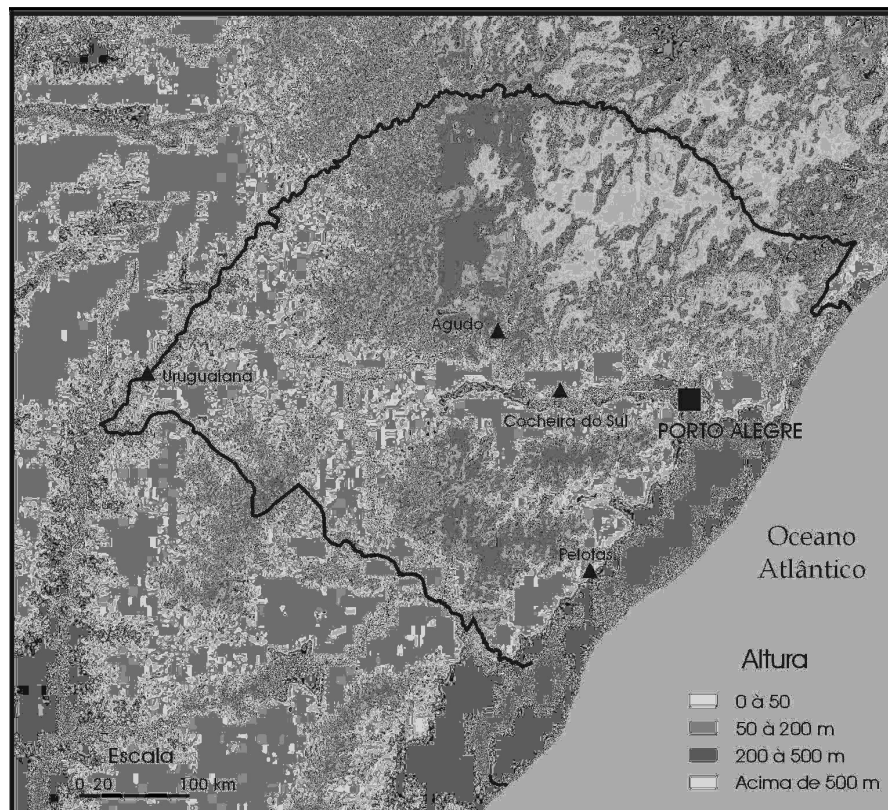 Agudo
Uruguaiana
Cocheira do Sul
PORTO ALEGRE
Pelotas
Oceano
Atlântico
Altura
0 à 50
50 à 200 m
200 à 500 m
Acima de 500 m
Escala
0 20 100 km